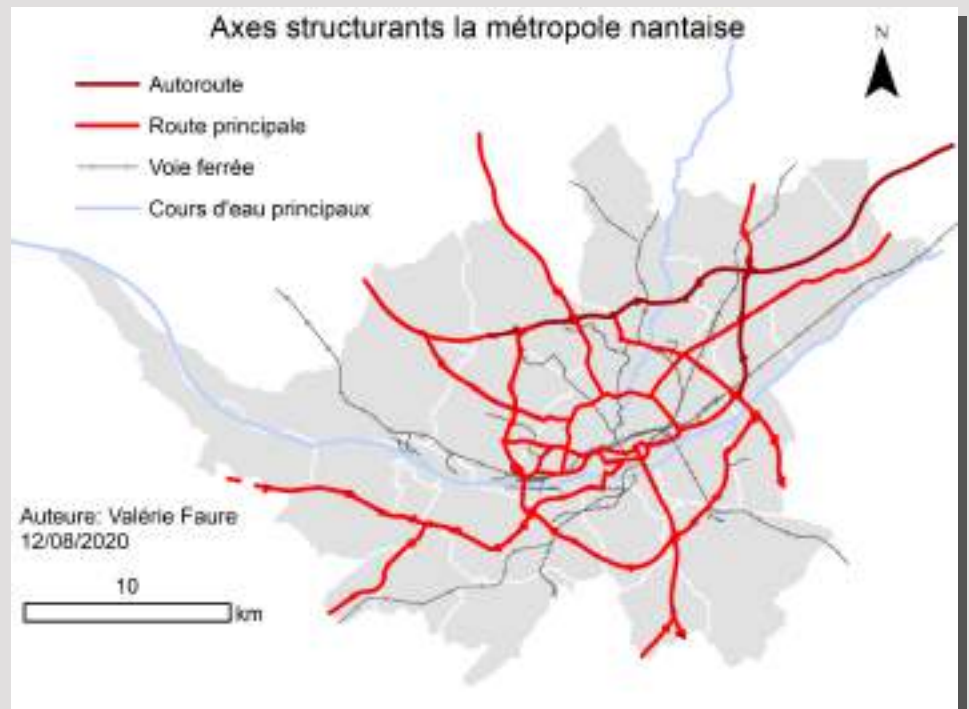 Axes structurants la métropole nantaise
N
Autoroute
Route principale
Voie ferrée
Cours d'eau principaux
Auteure: Valérie Faure
12/08/2020
10
km